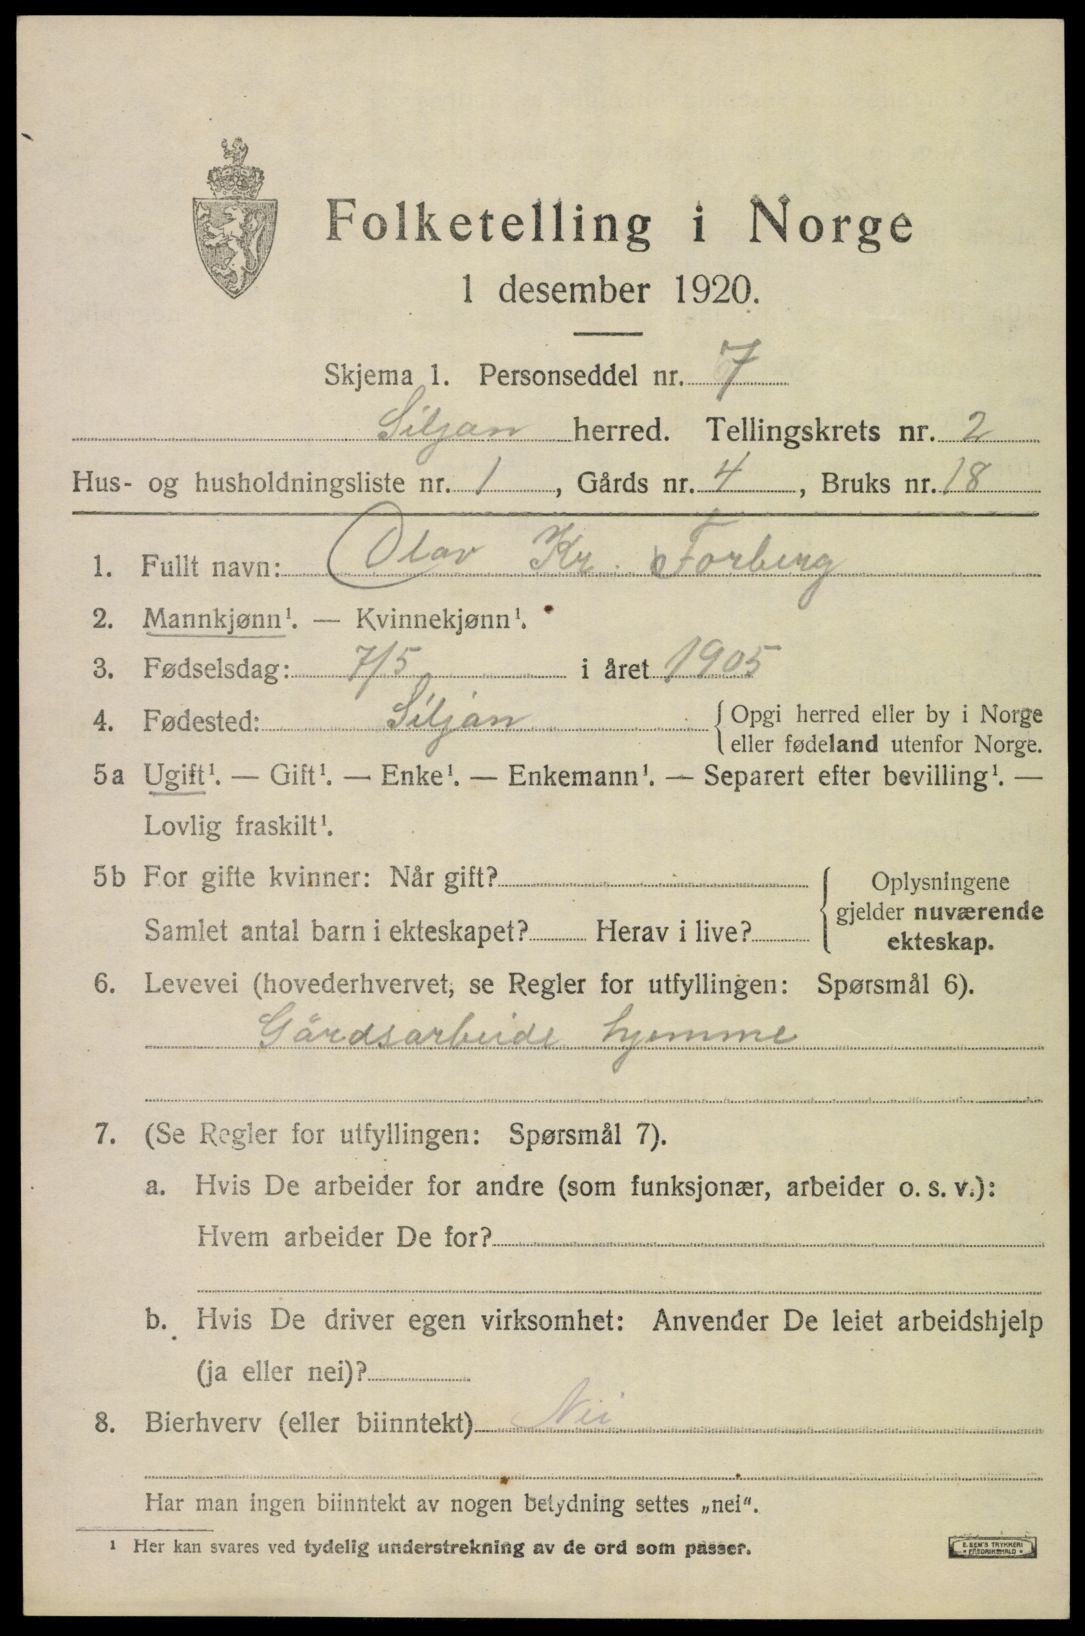 Folketelling i Norge
1 desember 1920.
Skjema 1. Personseddel nr. 7
Siljan herred. Tellingskrets nr. 2
Hus- og husholdningsliste nr. 1, Gårds nr. 4, Bruks nr. 18
1. Fullt navn: Olav Kr. Forberg
2. Mannkjønn¹. — Kvinnekjønn¹.
3. Fødselsdag: 7/5 i året 1905
4. Fødested: Siljan { Opgi herred eller by i Norge
eller fødeland utenfor Norge.
5a Ugift¹. — Gift¹. — Enke¹. — Enkemann¹. — Separert efter bevilling¹. —
Lovlig fraskilt¹.
5b For gifte kvinner: Når gift?
Samlet antal barn i ekteskapet? Herav i live?
Oplysningene
gjelder nuværende
ekteskap.
6. Levevei (hovederhvervet, se Regler for utfyllingen: Spørsmål 6).
Gårdsarbeide hjemme
7. (Se Regler for utfyllingen: Spørsmål 7).
a. Hvis De arbeider for andre (som funksjonær, arbeider o. s. v.):
Hvem arbeider De for?
b. Hvis De driver egen virksomhet: Anvender De leiet arbeidshjelp
(ja eller nei)?
8. Bierhverv (eller biinntekt) Nei
Har man ingen biinntekt av nogen betydning settes „nei“.
¹ Her kan svares ved tydelig understrekning av de ord som passer.
E. SEM'S TRYKKERI
FREDRIKSHALD